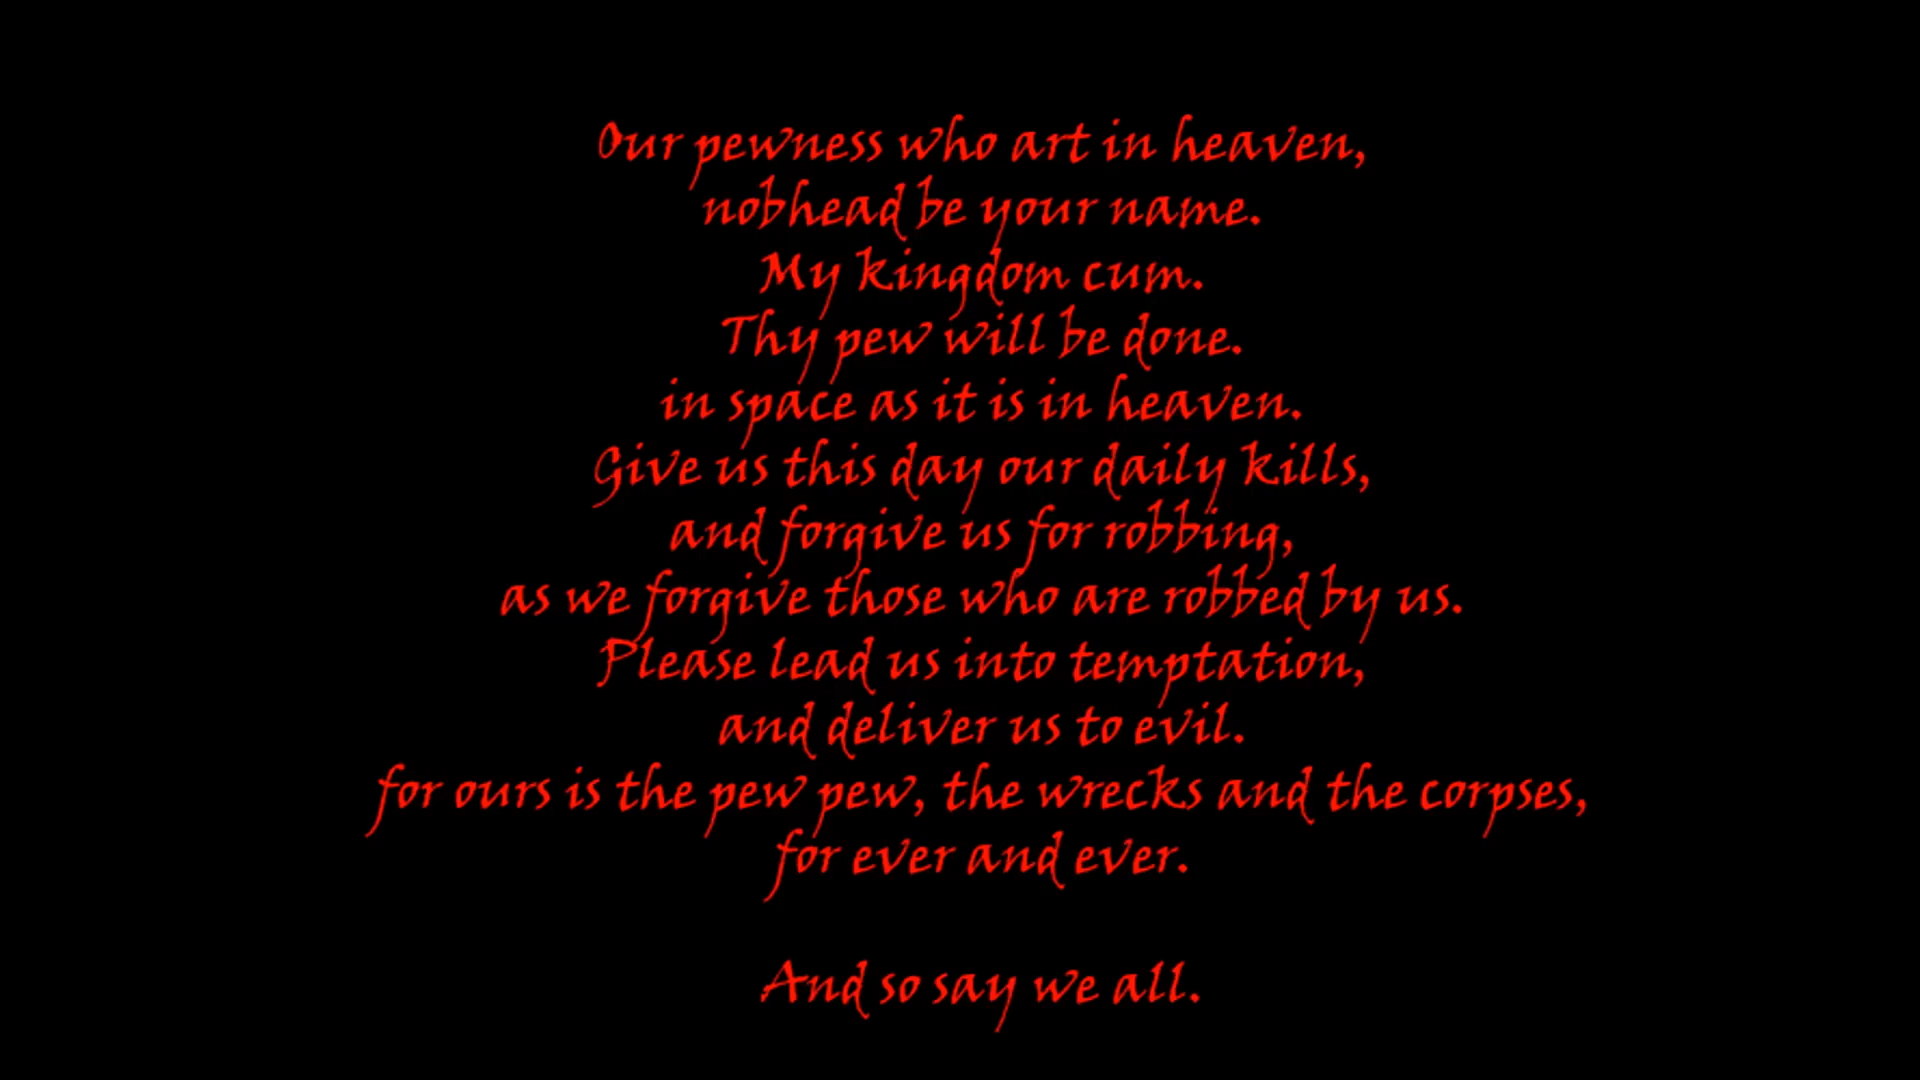 Our pewness who art in heaven,
nobhead be your name.
My kingdom cum.
Thy pew will be done.
in space as it is in heaven.
Give us this day our daily kills,
and forgive us for robbing,
as we forgive those who are robbed by us.
Please lead us into temptation,
and deliver us to evil.
for ours is the pew pew, the wrecks and the corpses,
for ever and ever.
And so say we all.